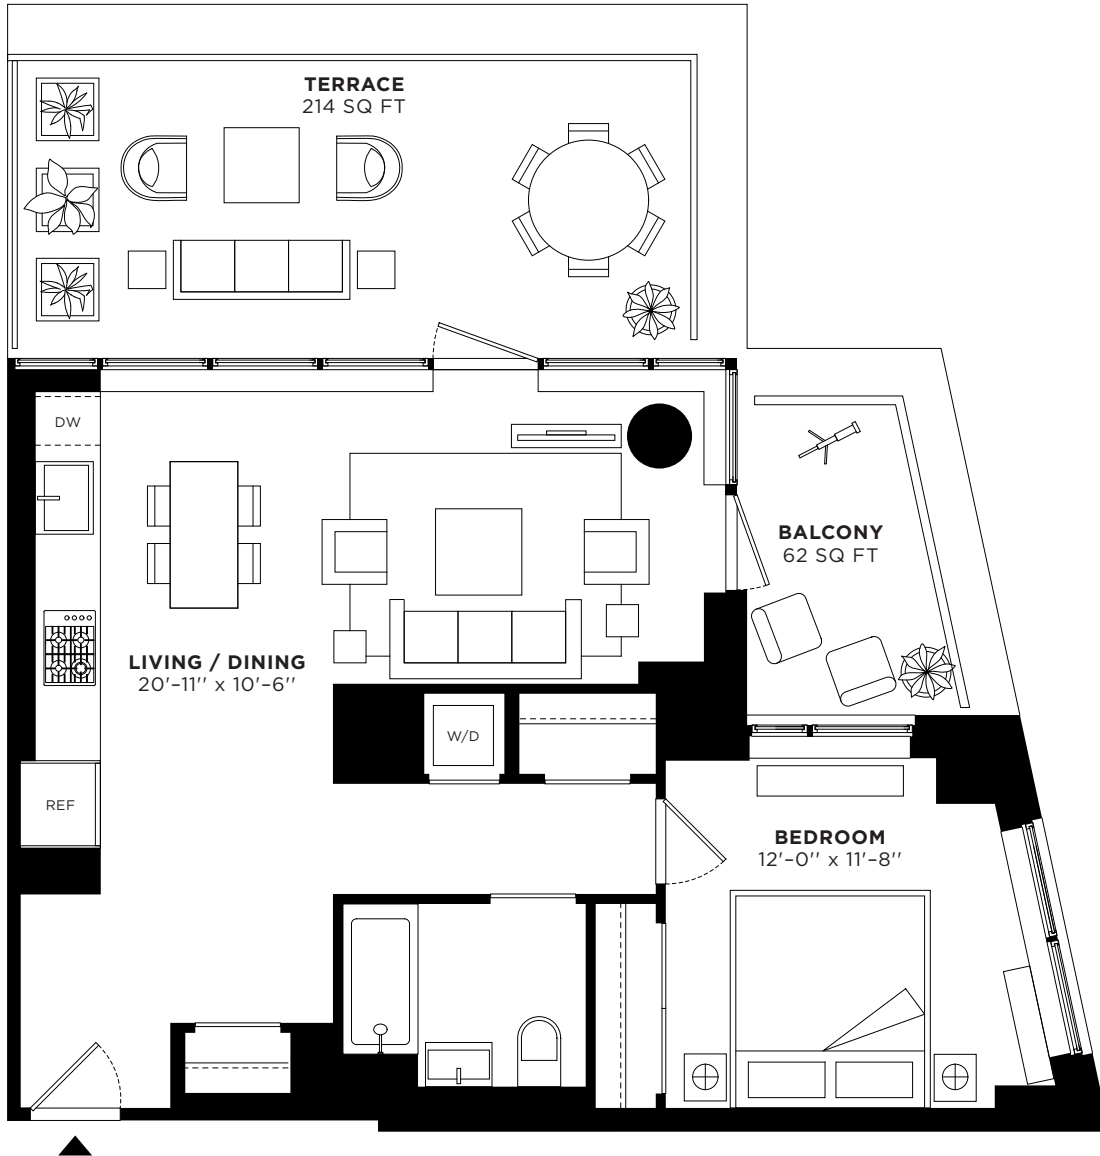 TERRACE
214 SQ FT
DW
BALCONY
62 SQ FT
LIVING / DINING
20'-11'' x 10'-6''
W/D
REF
BEDROOM
12'-0'' x 11'-8''